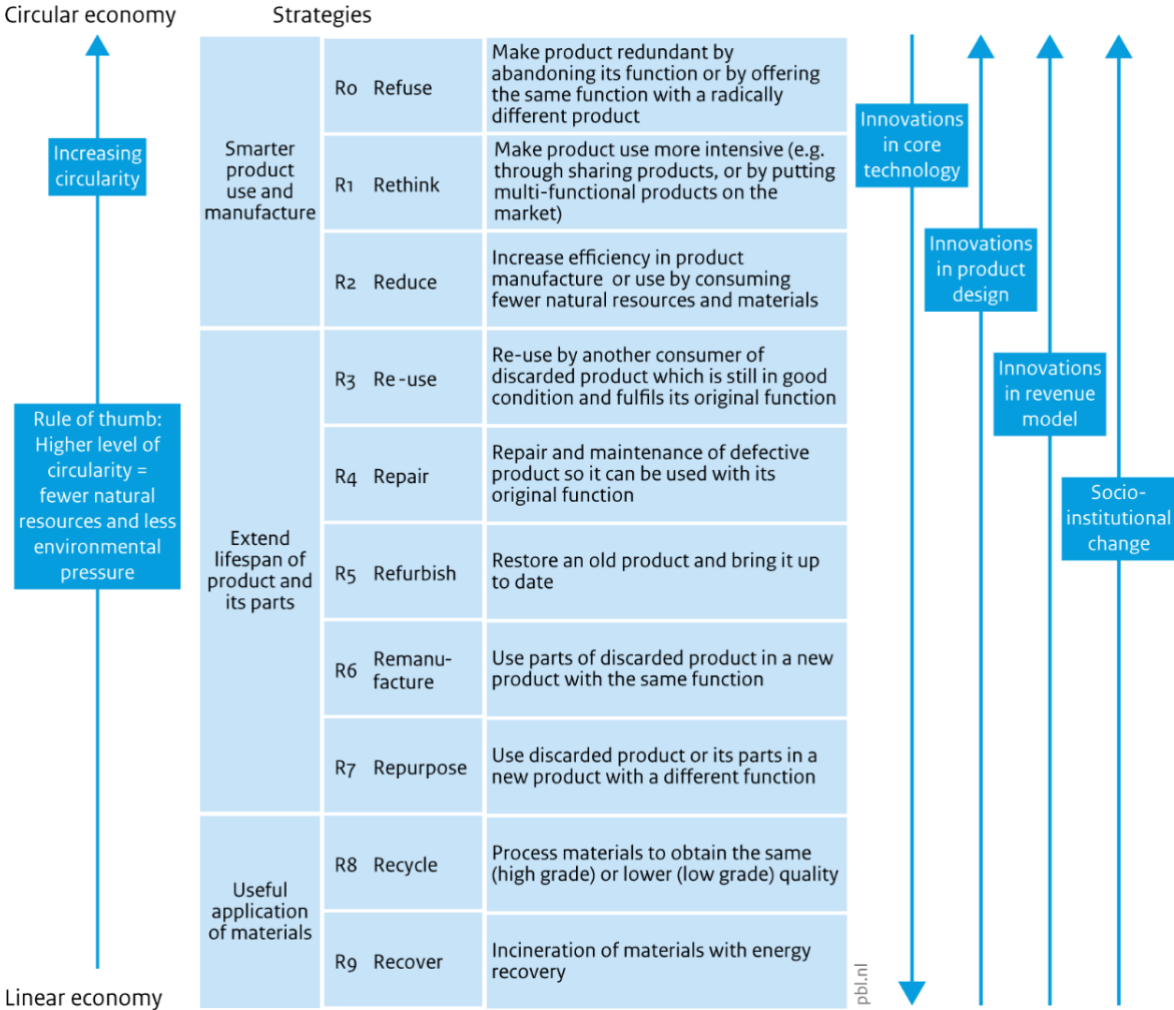 Circular economy
Strategies
Increasing
circularity
Rule of thumb:
Higher level of
circularity =
fewer natural
resources and less
environmental
pressure
Linear economy
Smarter
product
use and
manufacture
R0 Refuse
Make product redundant by
abandoning its function or by offering
the same function with a radically
different product
R1 Rethink
Make product use more intensive (e.g.
through sharing products, or by putting
multi-functional products on the
market)
R2 Reduce
Increase efficiency in product
manufacture or use by consuming
fewer natural resources and materials
Extend
lifespan of
product and
its parts
R3 Re-use
Re-use by another consumer of
discarded product which is still in good
condition and fulfils its original function
R4 Repair
Repair and maintenance of defective
product so it can be used with its
original function
R5 Refurbish
Restore an old product and bring it up
to date
R6 Remanu-
facture
Use parts of discarded product in a new
product with the same function
R7 Repurpose
Use discarded product or its parts in a
new product with a different function
Useful
application
of materials
R8 Recycle
Process materials to obtain the same
(high grade) or lower (low grade) quality
R9 Recover
Incineration of materials with energy
recovery
pbl.nl
Innovations
in core
technology
Innovations
in product
design
Innovations
in revenue
model
Socio-
institutional
change